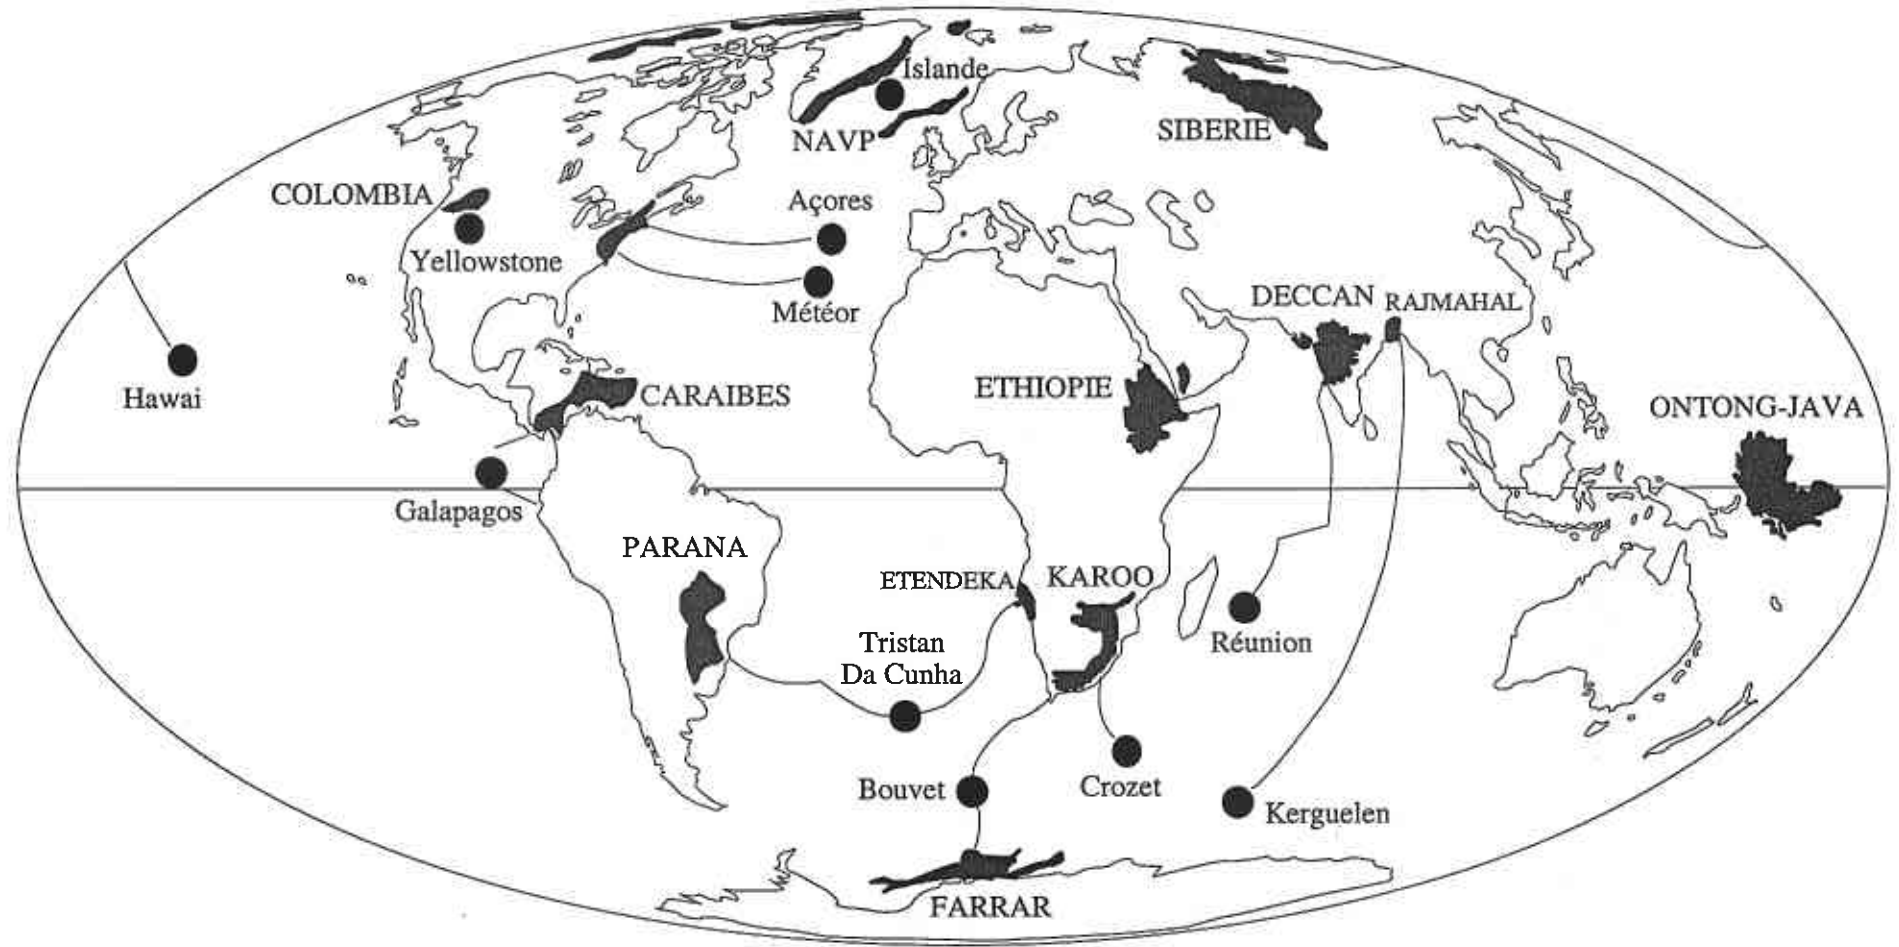 Islande
NAVP
SIBERIE
COLOMBIA
Açores
Yellowstone
Météor
DECCAN
RAJMAHAL
Hawai
CARAIBES
ETHIOPIE
ONTONG-JAVA
Galapagos
PARANA
ETENDEKA
KAROO
Tristan
Da Cunha
Réunion
Bouvet
Crozet
Kerguelen
FARRAR